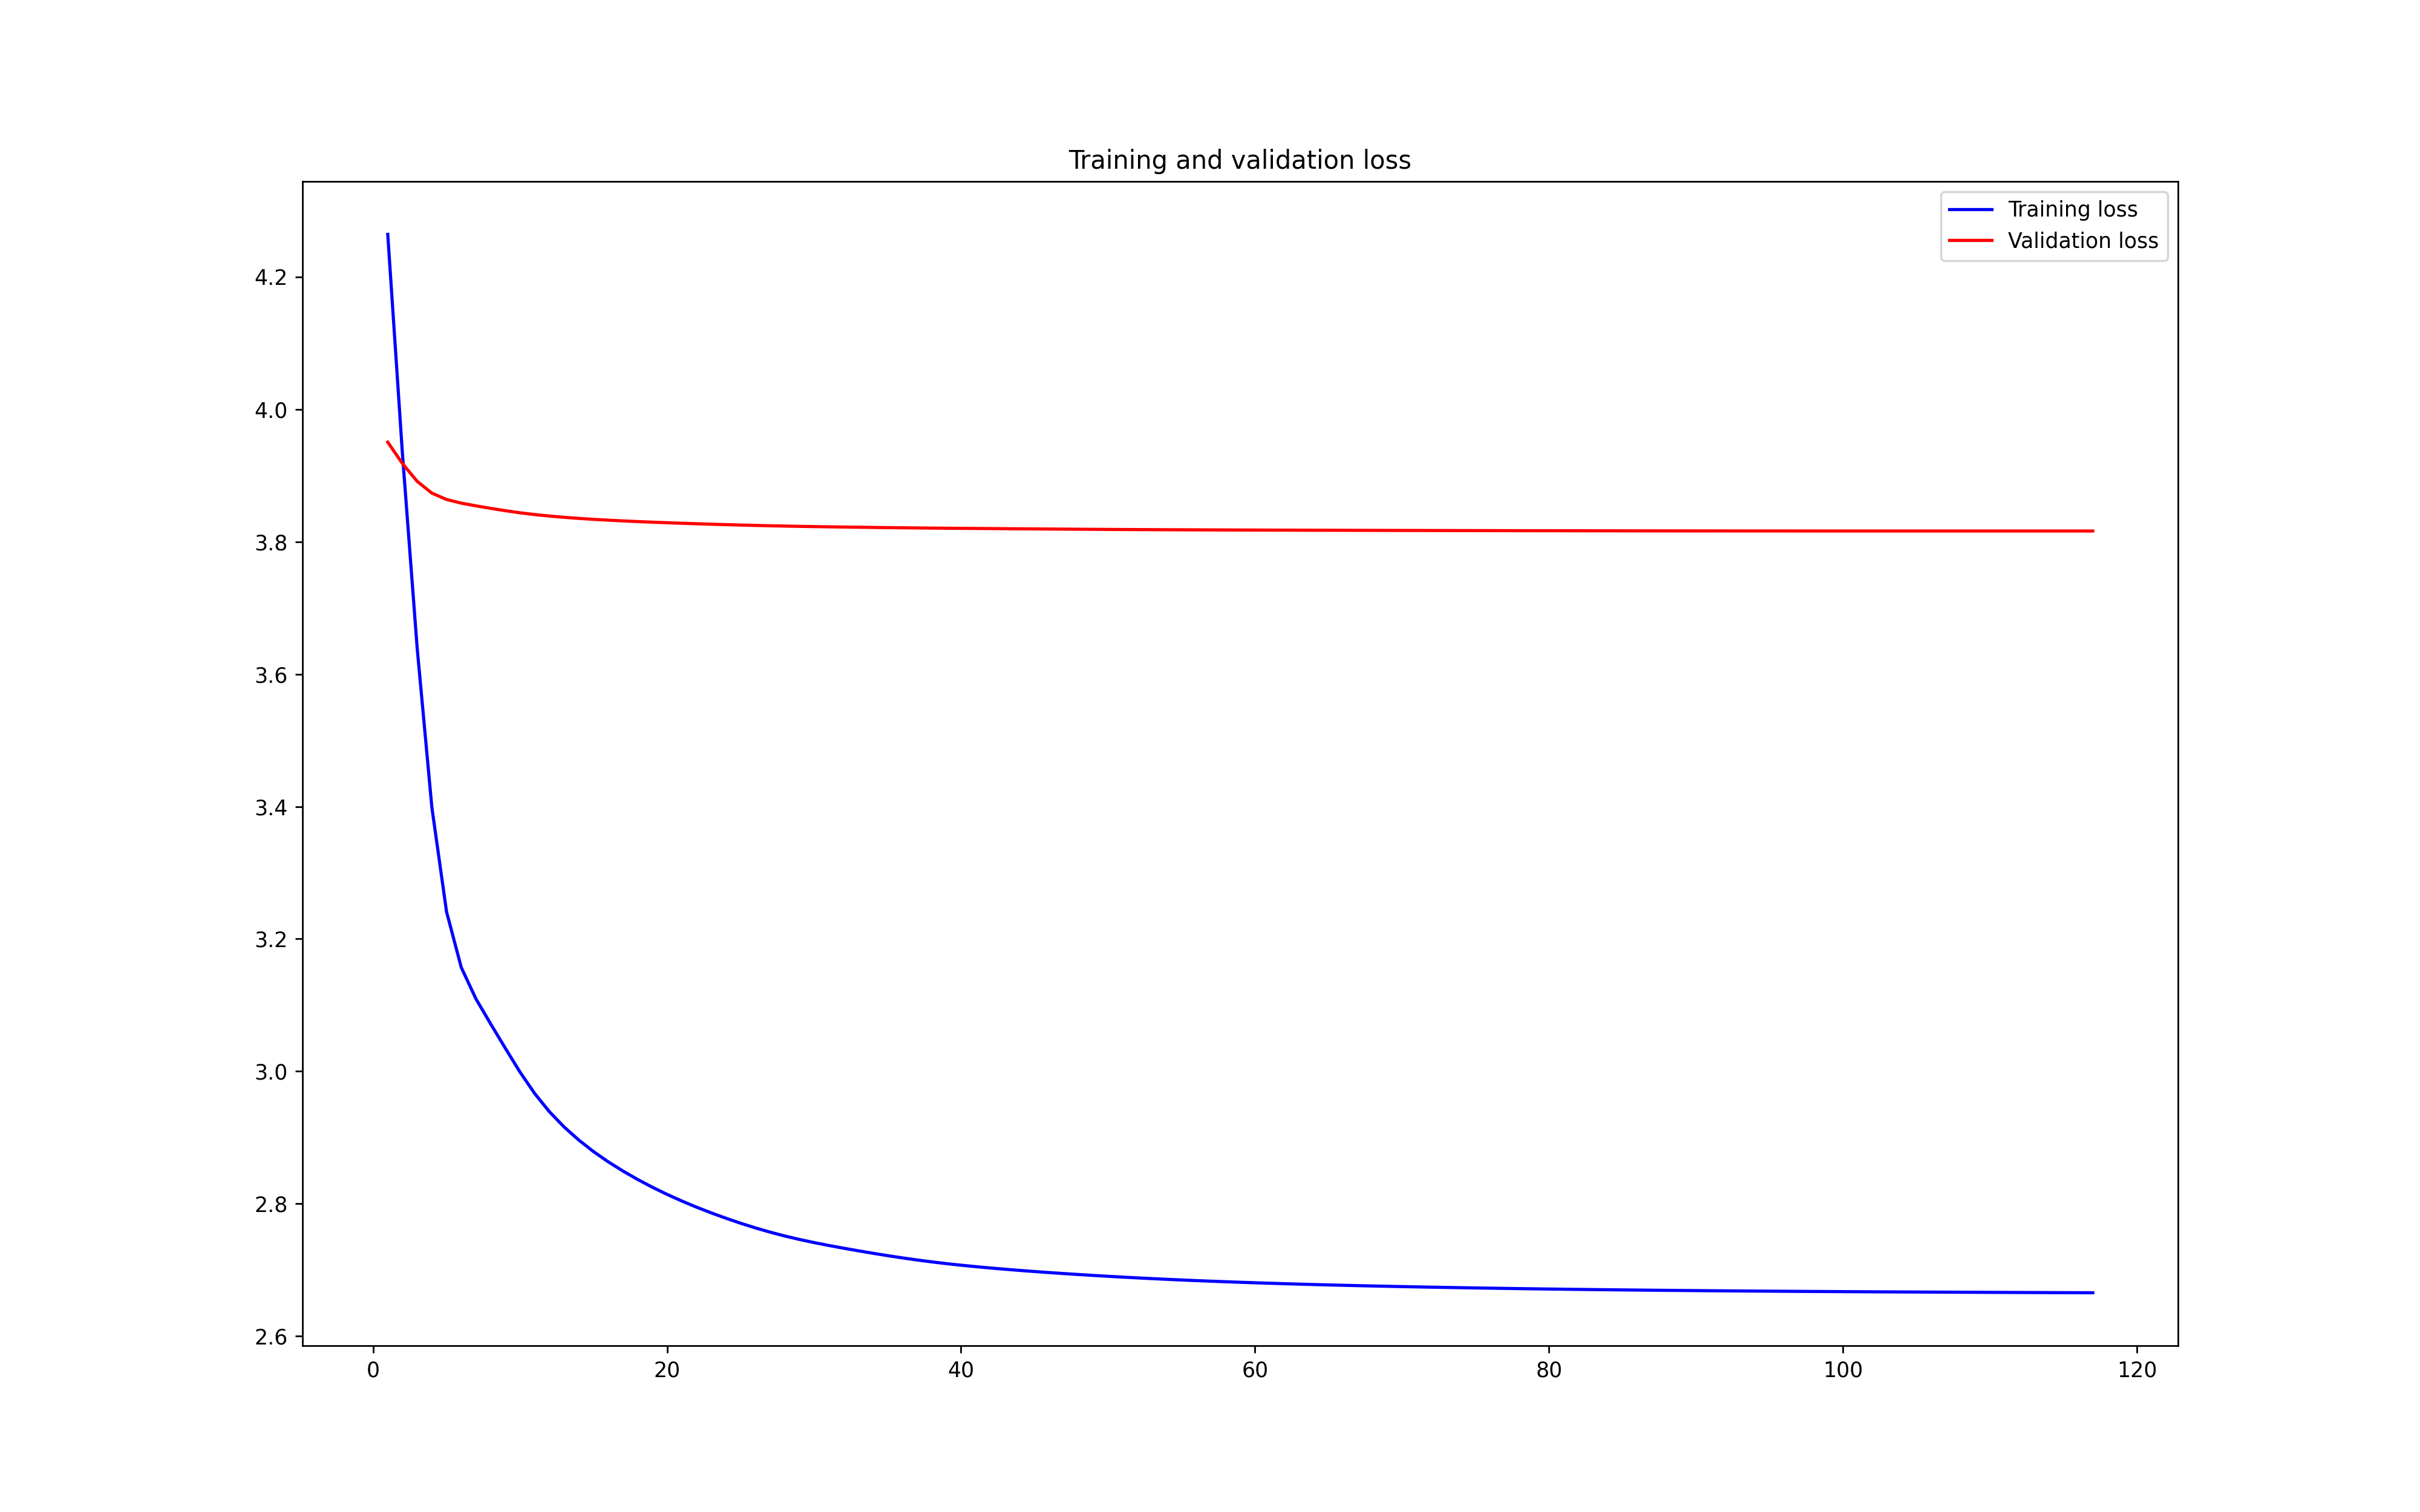 Training and validation loss
Training loss
Validation loss
4.2
4.0
3.8
3.6
3.4
3.2
3.0
2.8
2.6
0 20 40 60 80 100 120